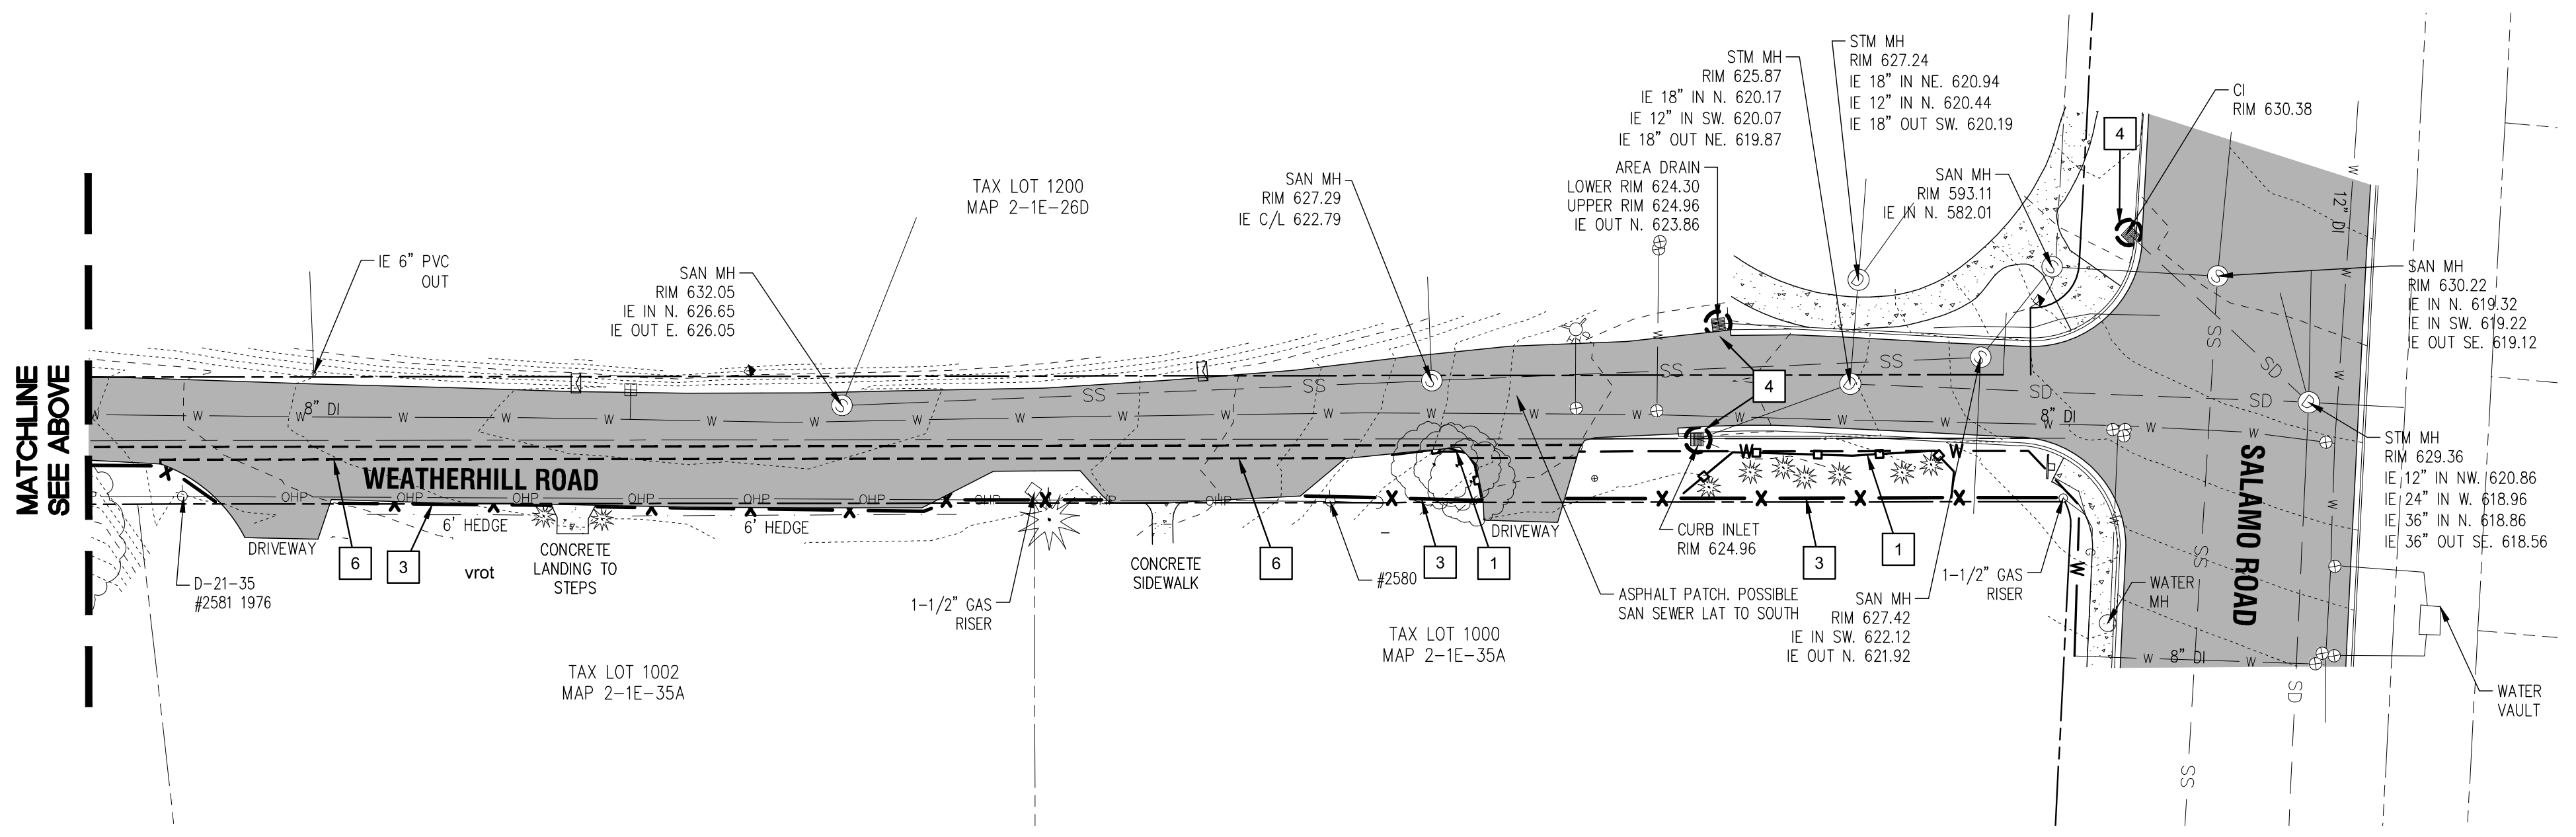 MATCHLINE
SEE ABOVE
IE 6" PVC
OUT
8" DI
W
WEATHERHILL ROAD
OHP
6' HEDGE
6' HEDGE
DRIVEWAY
6
3
vrot
CONCRETE
LANDING TO
STEPS
D-21-35
#2581 1976
TAX LOT 1002
MAP 2-1E-35A
SAN MH
RIM 632.05
IE IN N. 626.65
IE OUT E. 626.05
TAX LOT 1200
MAP 2-1E-26D
SS
1-1/2" GAS
RISER
CONCRETE
SIDEWALK
6
#2580
3
1
DRIVEWAY
TAX LOT 1000
MAP 2-1E-35A
SAN MH
RIM 627.29
IE C/L 622.79
ASPHALT PATCH. POSSIBLE
SAN SEWER LAT TO SOUTH
STM MH
RIM 625.87
IE 18" IN N. 620.17
IE 12" IN SW. 620.07
IE 18" OUT NE. 619.87
AREA DRAIN
LOWER RIM 624.30
UPPER RIM 624.96
IE OUT N. 623.86
STM MH
RIM 627.24
IE 18" IN NE. 620.94
IE 12" IN N. 620.44
IE 18" OUT SW. 620.19
SAN MH
RIM 593.11
IE IN N. 582.01
4
4
CURB INLET
RIM 624.96
3
1
SAN MH
RIM 627.42
IE IN SW. 622.12
IE OUT N. 621.92
1-1/2" GAS
RISER
WATER
MH
CI
RIM 630.38
12" DI
SAN MH
RIM 630.22
IE IN N. 619.32
IE IN SW. 619.22
IE OUT SE. 619.12
SD
8" DI
STM MH
RIM 629.36
IE 12" IN NW. 620.86
IE 24" IN W. 618.96
IE 36" IN N. 618.86
IE 36" OUT SE. 618.56
SALAMO ROAD
8" DI
WATER
VAULT
SS
SD